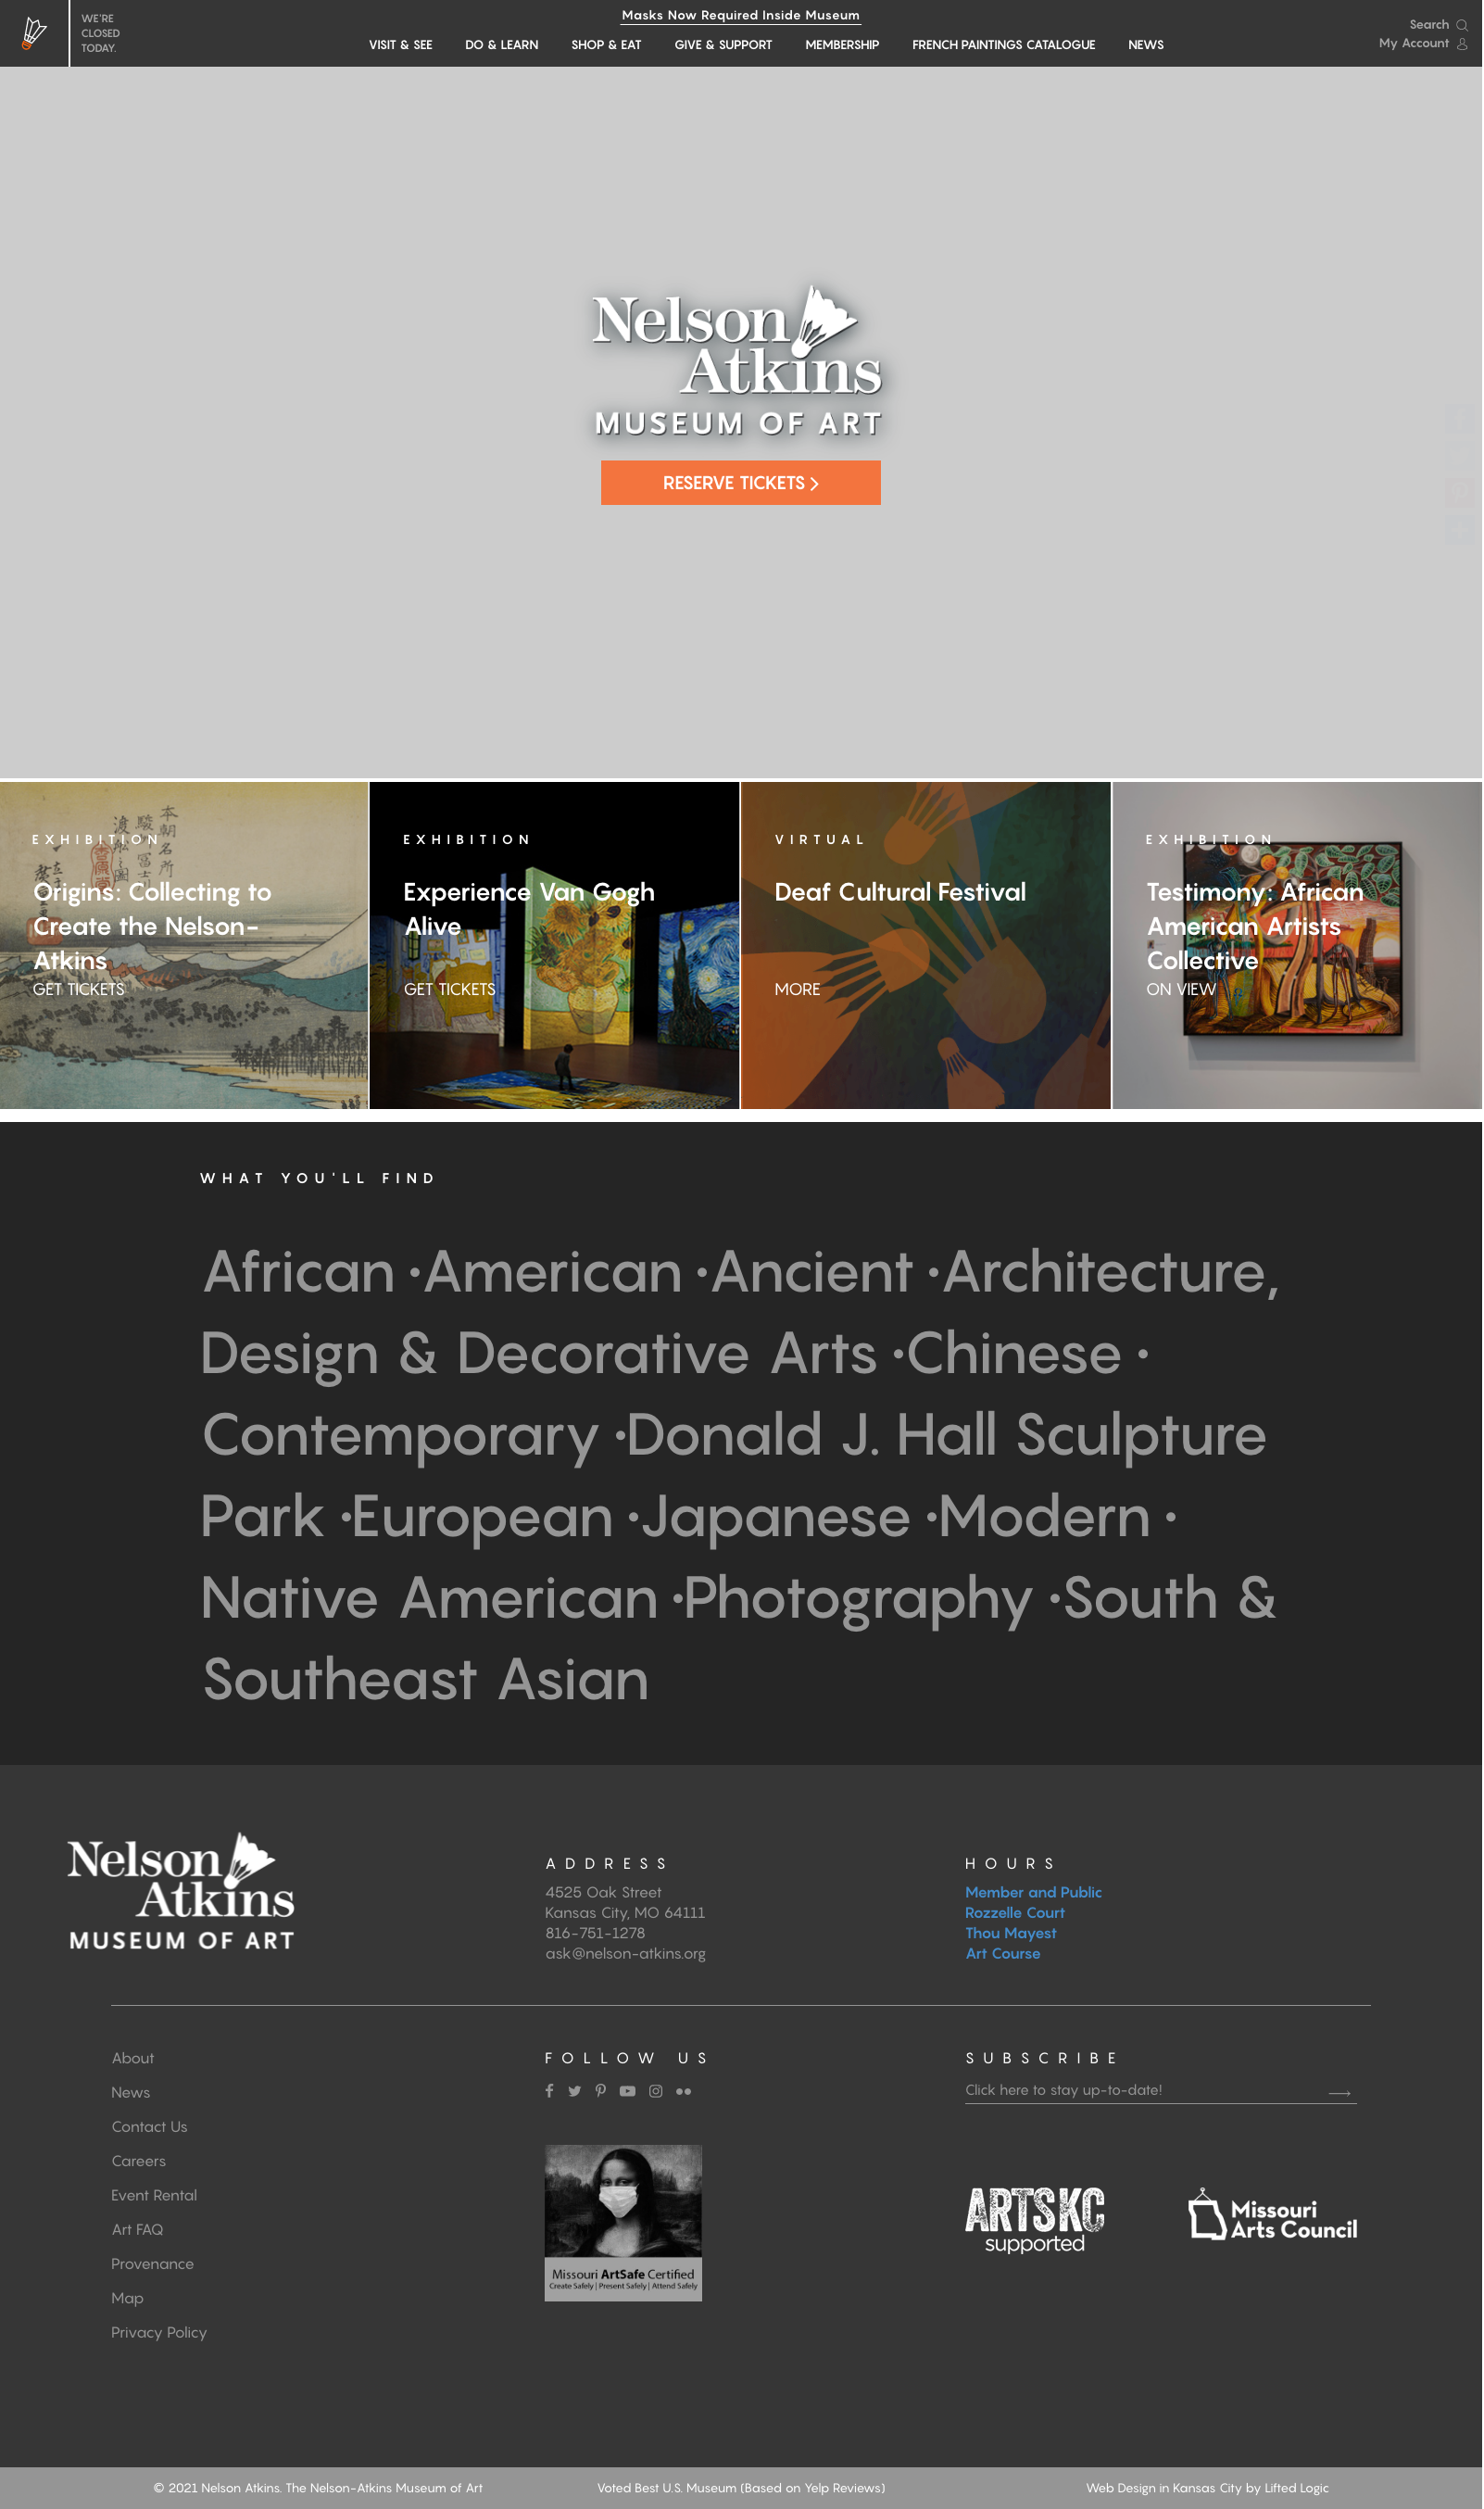 WE'RE
CLOSED
TODAY.
Masks Now Required Inside Museum
VISIT & SEE DO & LEARN SHOP & EAT GIVE & SUPPORT MEMBERSHIP FRENCH PAINTINGS CATALOGUE NEWS
Search
My Account
Nelson
Atkins
MUSEUM OF ART
RESERVE TICKETS >
EXHIBITION
Origins: Collecting to
Create the Nelson-
Atkins
GET TICKETS
EXHIBITION
Experience Van Gogh
Alive
GET TICKETS
VIRTUAL
Deaf Cultural Festival
MORE
EXHIBITION
Testimony: African
American Artists
Collective
ON VIEW
WHAT YOU'LL FIND
African •American •Ancient •Architecture,
Design & Decorative Arts •Chinese •
Contemporary •Donald J. Hall Sculpture
Park •European •Japanese •Modern •
Native American •Photography •South &
Southeast Asian
Nelson
Atkins
MUSEUM OF ART
ADDRESS
4525 Oak Street
Kansas City, MO 64111
816-751-1278
ask@nelson-atkins.org
HOURS
Member and Public
Rozzelle Court
Thou Mayest
Art Course
About
News
Contact Us
Careers
Event Rental
Art FAQ
Provenance
Map
Privacy Policy
FOLLOW US
Missouri ArtSafe Certified
Create Safely | Present Safely | Attend Safely
SUBSCRIBE
Click here to stay up-to-date!
ARTSKC
supported
Missouri
Arts Council
© 2021 Nelson Atkins. The Nelson-Atkins Museum of Art
Voted Best U.S. Museum (Based on Yelp Reviews)
Web Design in Kansas City by Lifted Logic